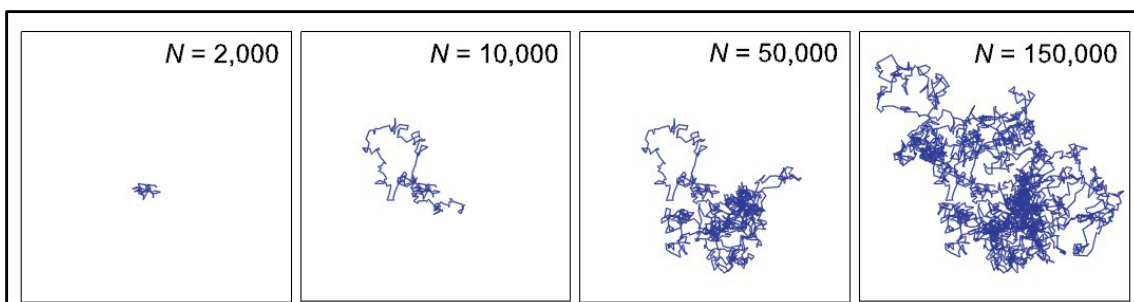 N = 2,000
N = 10,000
N = 50,000
N = 150,000